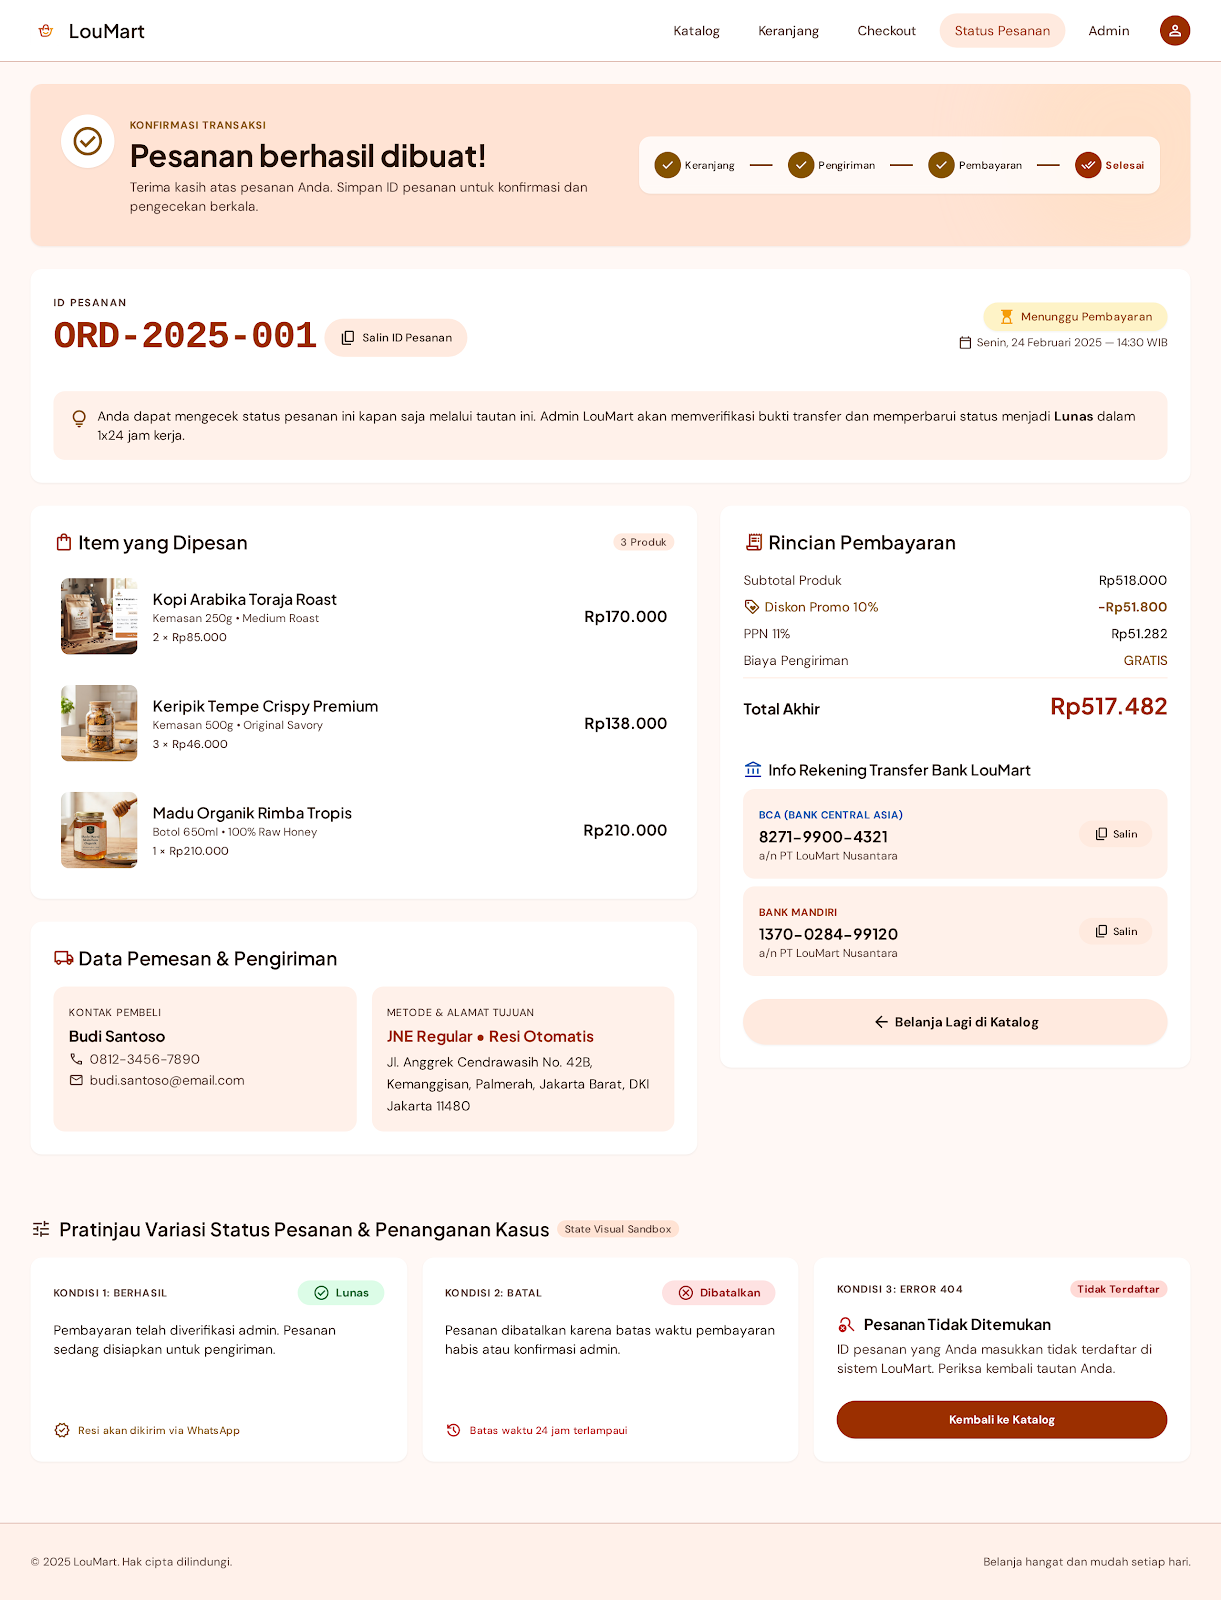 LouMart
Katalog
Keranjang
Checkout
Status Pesanan
Admin
KONFIRMASI TRANSAKSI
Pesanan berhasil dibuat!
Terima kasih atas pesanan Anda. Simpan ID pesanan untuk konfirmasi dan
pengecekan berkala.
Keranjang
Pengiriman
Pembayaran
Selesai
ID PESANAN
ORD-2025-001
Salin ID Pesanan
Menunggu Pembayaran
Senin, 24 Februari 2025 — 14:30 WIB
Anda dapat mengecek status pesanan ini kapan saja melalui tautan ini. Admin LouMart akan memverifikasi bukti transfer dan memperbarui status menjadi Lunas dalam
1x24 jam kerja.
Item yang Dipesan
3 Produk
Kopi Arabika Toraja Roast
Kemasan 250g • Medium Roast
2 × Rp85.000
Rp170.000
Keripik Tempe Crispy Premium
Kemasan 500g • Original Savory
3 × Rp46.000
Rp138.000
Madu Organik Rimba Tropis
Botol 650ml • 100% Raw Honey
1 × Rp210.000
Rp210.000
Data Pemesan & Pengiriman
KONTAK PEMBELI
Budi Santoso
0812-3456-7890
budi.santoso@email.com
METODE & ALAMAT TUJUAN
JNE Regular • Resi Otomatis
Jl. Anggrek Cendrawasih No. 42B,
Kemanggisan, Palmerah, Jakarta Barat, DKI
Jakarta 11480
Rincian Pembayaran
Subtotal Produk
Rp518.000
Diskon Promo 10%
-Rp51.800
PPN 11%
Rp51.282
Biaya Pengiriman
GRATIS
Total Akhir
Rp517.482
Info Rekening Transfer Bank LouMart
BCA (BANK CENTRAL ASIA)
8271-9900-4321
a/n PT LouMart Nusantara
Salin
BANK MANDIRI
1370-0284-99120
a/n PT LouMart Nusantara
Salin
Belanja Lagi di Katalog
Pratinjau Variasi Status Pesanan & Penanganan Kasus
State Visual Sandbox
KONDISI 1: BERHASIL
Lunas
Pembayaran telah diverifikasi admin. Pesanan
sedang disiapkan untuk pengiriman.
Resi akan dikirim via WhatsApp
KONDISI 2: BATAL
Dibatalkan
Pesanan dibatalkan karena batas waktu pembayaran
habis atau konfirmasi admin.
Batas waktu 24 jam terlampaui
KONDISI 3: ERROR 404
Tidak Terdaftar
Pesanan Tidak Ditemukan
ID pesanan yang Anda masukkan tidak terdaftar di
sistem LouMart. Periksa kembali tautan Anda.
Kembali ke Katalog
© 2025 LouMart. Hak cipta dilindungi.
Belanja hangat dan mudah setiap hari.